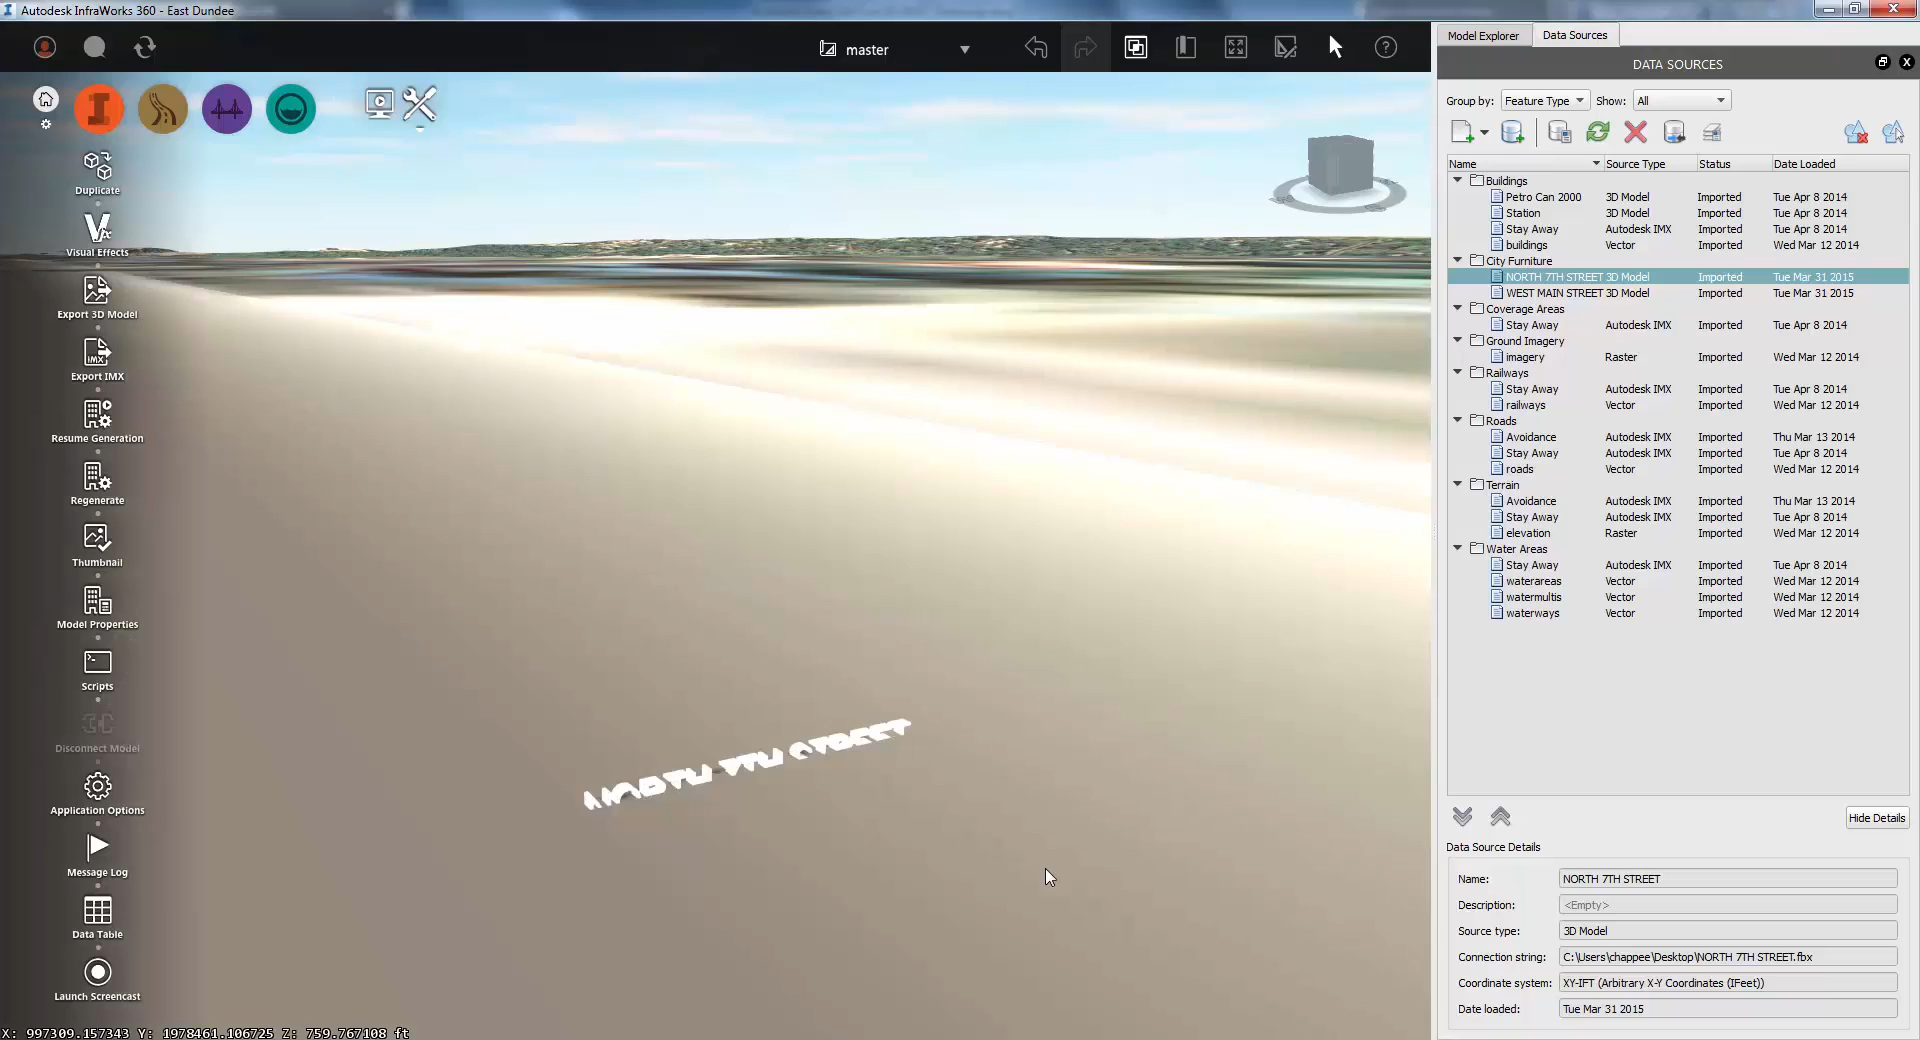 Autodesk InfraWorks 360 - East Dundee
master
Duplicate
Visual Effects
Export 3D Model
IMX
Export IMX
Resume Generation
Regenerate
Thumbnail
Model Properties
Scripts
Disconnect Model
Application Options
Message Log
Data Table
Launch Screencast
NORTH 7TH STREET
X: 997309.157343 Y: 1978461.106725 Z: 759.767108 ft
Model Explorer Data Sources
DATA SOURCES
Group by: Feature Type Show: All
Name Source Type Status Date Loaded
Buildings
Petro Can 2000 3D Model Imported Tue Apr 8 2014
Station 3D Model Imported Tue Apr 8 2014
Stay Away Autodesk IMX Imported Tue Apr 8 2014
buildings Vector Imported Wed Mar 12 2014
City Furniture
NORTH 7TH STREET 3D Model Imported Tue Mar 31 2015
WEST MAIN STREET 3D Model Imported Tue Mar 31 2015
Coverage Areas
Stay Away Autodesk IMX Imported Tue Apr 8 2014
Ground Imagery
imagery Raster Imported Wed Mar 12 2014
Railways
Stay Away Autodesk IMX Imported Tue Apr 8 2014
railways Vector Imported Wed Mar 12 2014
Roads
Avoidance Autodesk IMX Imported Thu Mar 13 2014
Stay Away Autodesk IMX Imported Tue Apr 8 2014
roads Vector Imported Wed Mar 12 2014
Terrain
Avoidance Autodesk IMX Imported Thu Mar 13 2014
Stay Away Autodesk IMX Imported Tue Apr 8 2014
elevation Raster Imported Wed Mar 12 2014
Water Areas
Stay Away Autodesk IMX Imported Tue Apr 8 2014
waterareas Vector Imported Wed Mar 12 2014
watermultis Vector Imported Wed Mar 12 2014
waterways Vector Imported Wed Mar 12 2014
Hide Details
Data Source Details
Name: NORTH 7TH STREET
Description: <Empty>
Source type: 3D Model
Connection string: C:\Users\chappee\Desktop\NORTH 7TH STREET.fbx
Coordinate system: XY-IFT (Arbitrary X-Y Coordinates (IFeet))
Date loaded: Tue Mar 31 2015